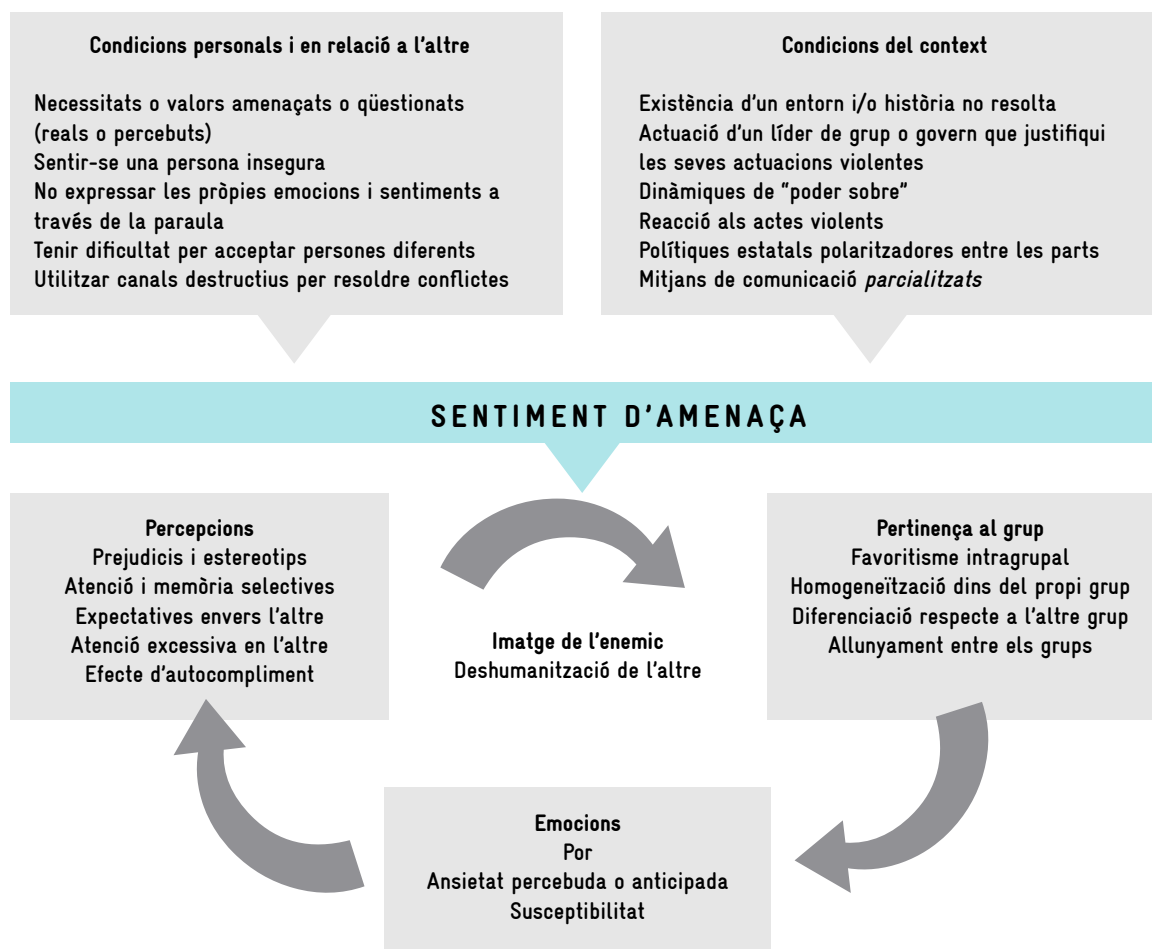 Condicions personals i en relació a l'altre
Necessitats o valors amenaçats o qüestionats
(reals o percebuts)
Sentir-se una persona insegura
No expressar les pròpies emocions i sentiments a
través de la paraula
Tenir dificultat per acceptar persones diferents
Utilitzar canals destructius per resoldre conflictes
Condicions del context
Existència d'un entorn i/o història no resolta
Actuació d'un líder de grup o govern que justifiqui
les seves actuacions violentes
Dinàmiques de "poder sobre"
Reacció als actes violents
Polítiques estatals polaritzadores entre les parts
Mitjans de comunicació parcialitzats
SENTIMENT D'AMENAÇA
Percepcions
Prejudicis i estereotips
Atenció i memòria selectives
Expectatives envers l'altre
Atenció excessiva en l'altre
Efecte d'autocompliment
Imatge de l'enemic
Deshumanització de l'altre
Pertinença al grup
Favoritisme intragrupal
Homogeneïtzació dins del propi grup
Diferenciació respecte a l'altre grup
Allunyament entre els grups
Emocions
Por
Ansietat percebuda o anticipada
Susceptibilitat